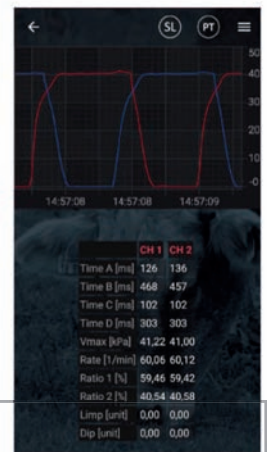 SL PT
50
40
30
20
10
-0
14:57:08 14:57:08 14:57:09
CH 1 CH 2
Time A [ms] 126 136
Time B [ms] 468 457
Time C [ms] 102 102
Time D [ms] 303 303
Vmax [kPa] 41,22 41,00
Rate [1/min] 60,06 60,12
Ratio 1 [%] 59,46 59,42
Ratio 2 [%] 40,54 40,58
Limp [unit] 0,00 0,00
Dip [unit] 0,00 0,00